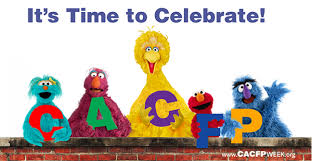 It's Time to Celebrate!
C A C F P
www.CACFPWEEK.org